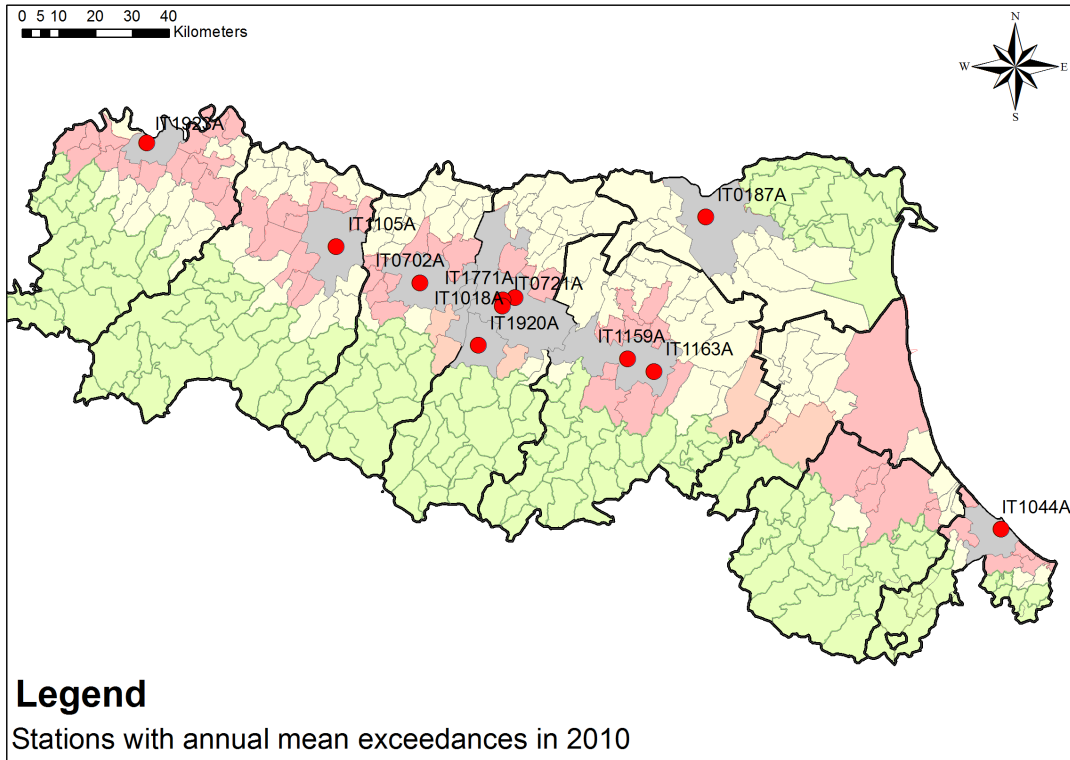 0 5 10 20 30 40
Kilometers
N
W E
S
IT1923A
IT0187A
IT1105A
IT0702A
IT1771A
IT0721A
IT1018A
IT1920A
IT1159A
IT1163A
IT1044A
Legend
Stations with annual mean exceedances in 2010